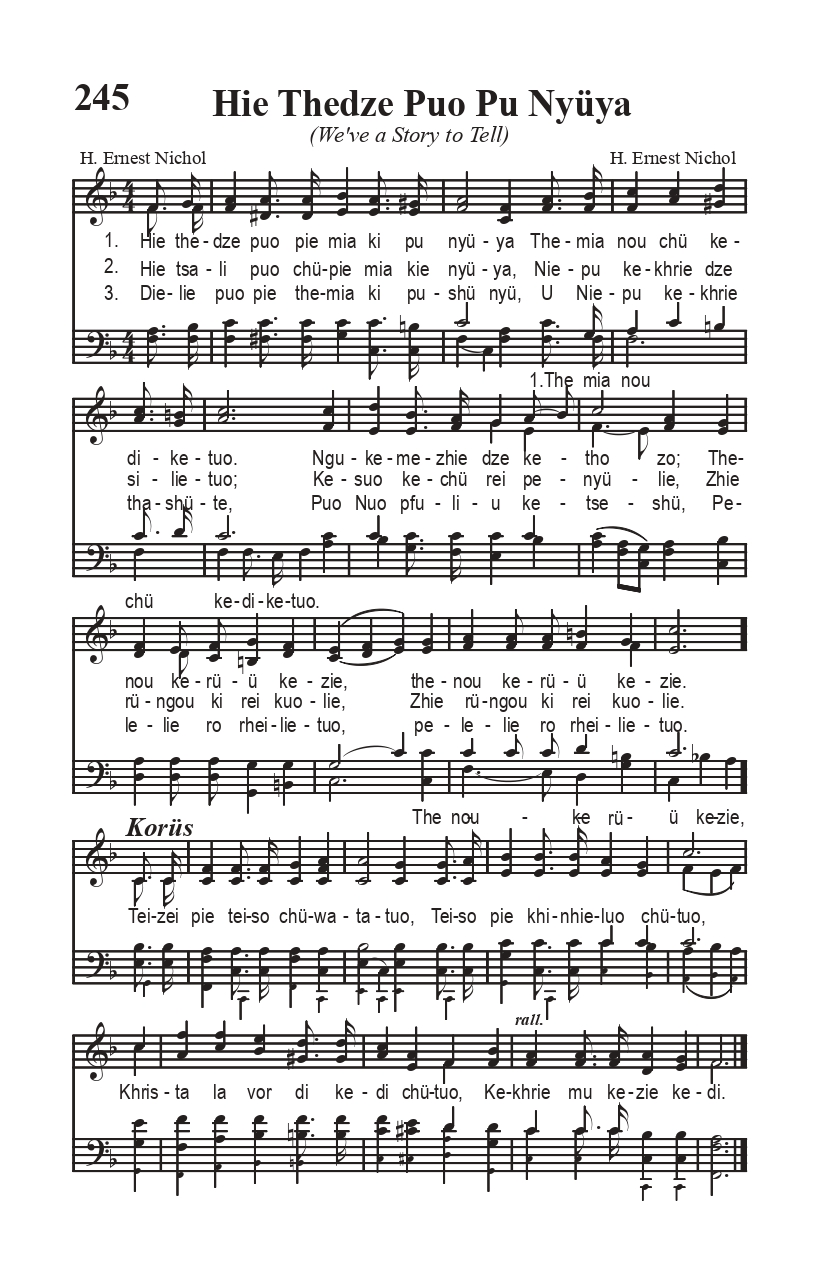 245
Hie Thedze Puo Pu Nyüya
(We've a Story to Tell)
H. Ernest Nichol H. Ernest Nichol
1. Hie the-dze puo pie mia ki pu nyü-ya The-mia nou chü ke-
2. Hie tsa-li puo chü-pie mia kie nyü-ya, Nie-pu ke-khrie dze
3. Die-lie puo pie the-mia ki pu-shü nyü, U Nie-pu ke-khrie
1.The mia nou
di-ke-tuo. Ngu-ke-me-zhie dze ke-tho zo; The-
si-lie-tuo; Ke-suo ke-chü rei pe-nyü-lie, Zhie
tha-shü-te, Puo Nuo pfu-li-u ke-tse-shü, Pe-
chü ke-di-ke-tuo.
nou ke-rü-ü ke-zie, the-nou ke-rü-ü ke-zie.
rü-ngou ki rei kuo-lie, Zhie rü-ngou ki rei kuo-lie.
le-lie ro rhei-lie-tuo, pe-le-lie ro rhei-lie-tuo.
The nou - ke rü- ü ke-zie,
Korüs
Tei-zei pie tei-so chü-wa-ta-tuo, Tei-so pie khi-nhie-luo chü-tuo,
rall.
Khris-ta la vor di ke-di chü-tuo, Ke-khrie mu ke-zie ke-di.